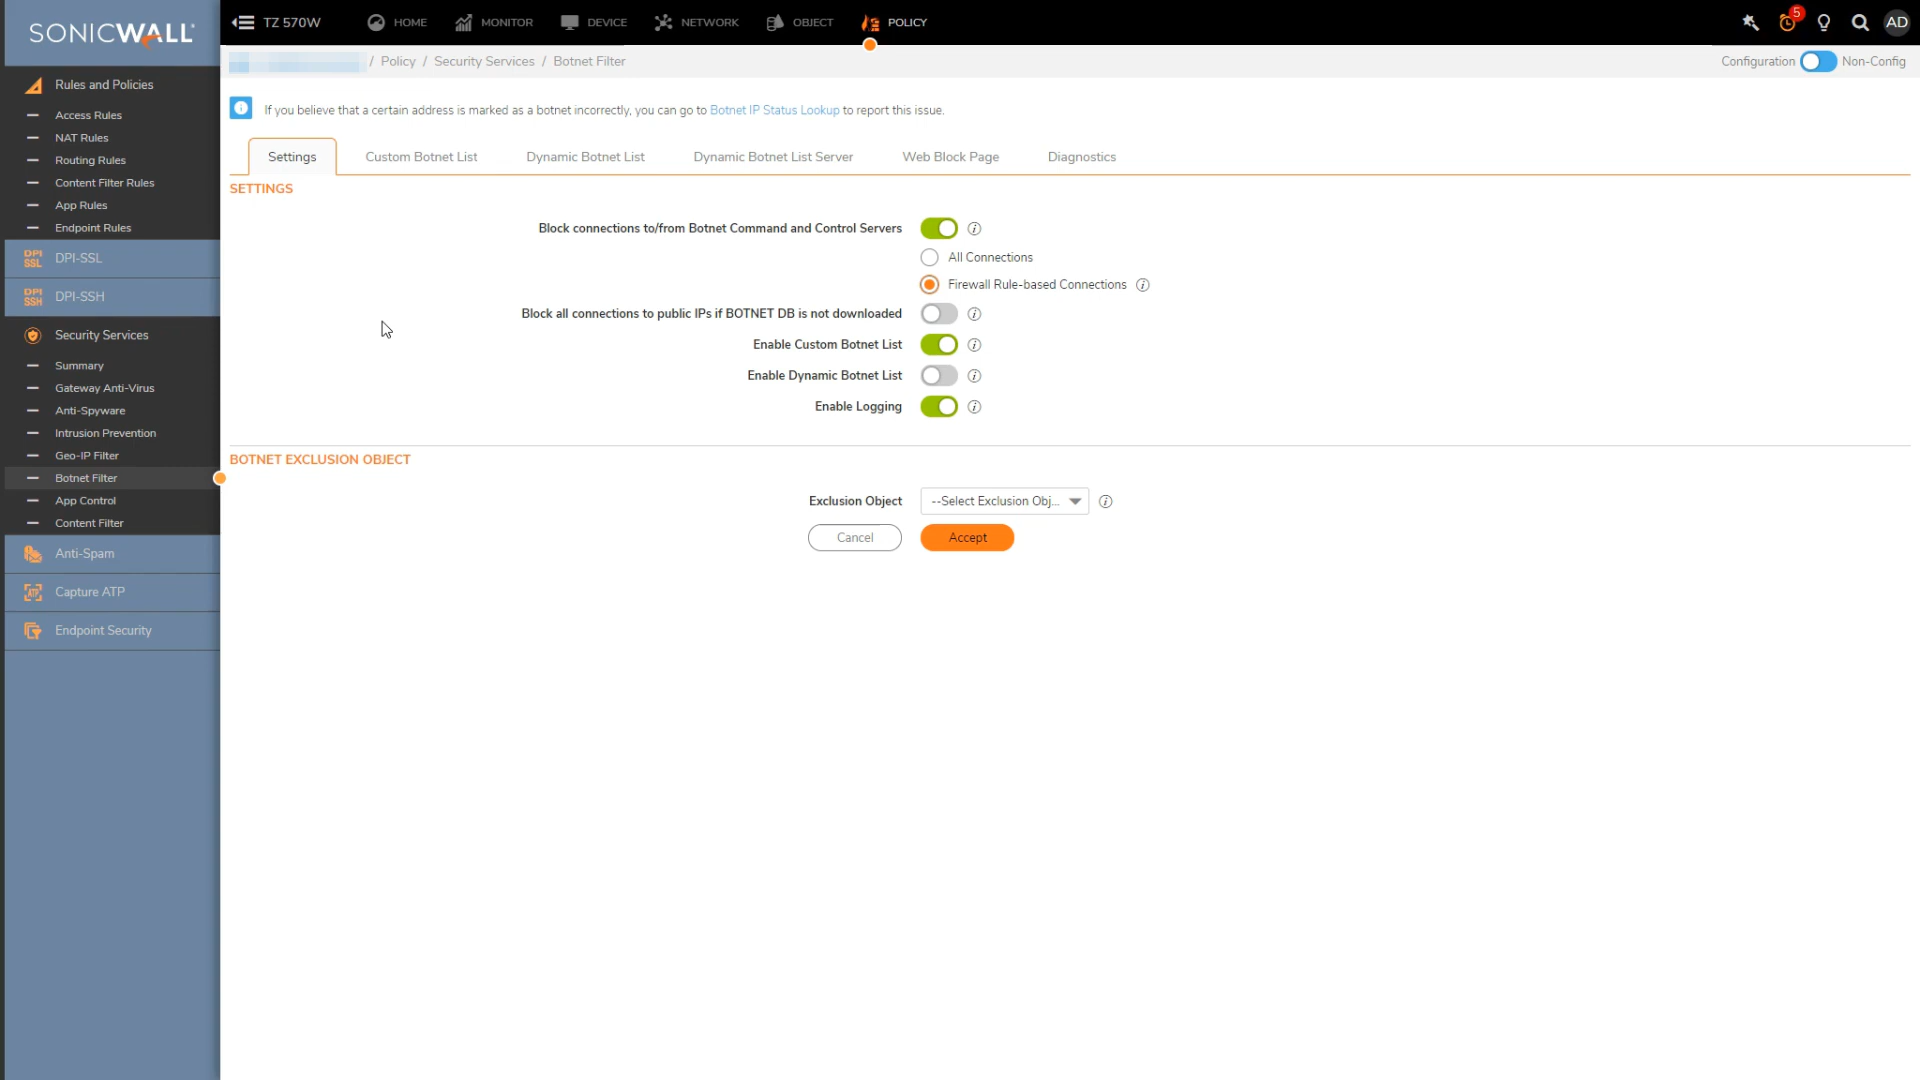 SONICWALL
TZ 570W
HOME
MONITOR
DEVICE
NETWORK
OBJECT
POLICY
5
AD
/ Policy / Security Services / Botnet Filter
Configuration
Non-Config
Rules and Policies
Access Rules
NAT Rules
Routing Rules
Content Filter Rules
App Rules
Endpoint Rules
DPI SSL
DPI-SSL
DPI SSH
DPI-SSH
Security Services
Summary
Gateway Anti-Virus
Anti-Spyware
Intrusion Prevention
Geo-IP Filter
Botnet Filter
App Control
Content Filter
Anti-Spam
ATP
Capture ATP
Endpoint Security
If you believe that a certain address is marked as a botnet incorrectly, you can go to Botnet IP Status Lookup to report this issue.
Settings
Custom Botnet List
Dynamic Botnet List
Dynamic Botnet List Server
Web Block Page
Diagnostics
SETTINGS
Block connections to/from Botnet Command and Control Servers
All Connections
Firewall Rule-based Connections
Block all connections to public IPs if BOTNET DB is not downloaded
Enable Custom Botnet List
Enable Dynamic Botnet List
Enable Logging
BOTNET EXCLUSION OBJECT
Exclusion Object
--Select Exclusion Obj...
Cancel
Accept